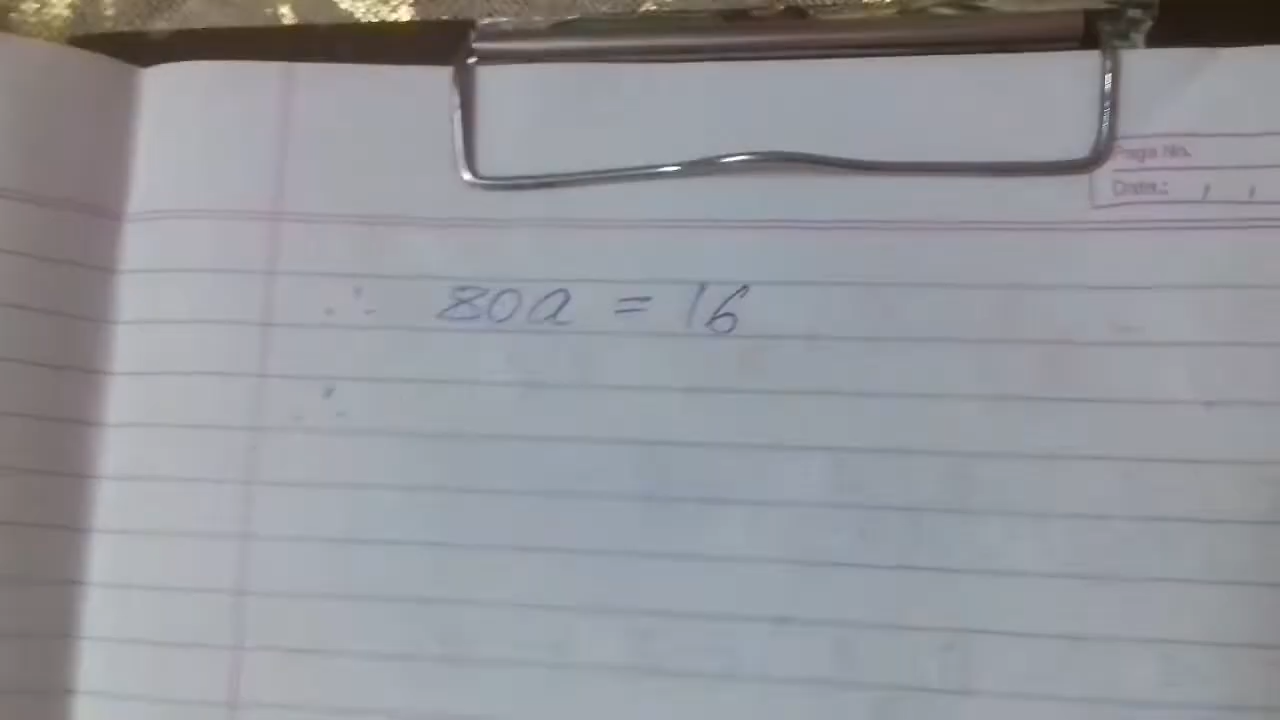 Page No.
Date:  ,  ,
∴ 80a = 16
∴